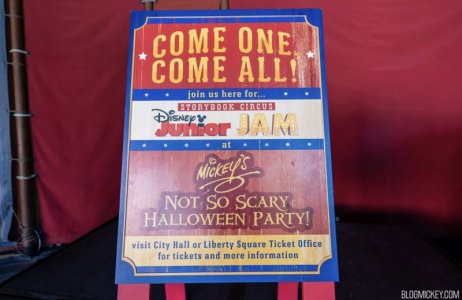 COME ONE,
COME ALL!
join us here for...
STORYBOOK CIRCUS
Disney
Junior JAM
at
MICKEY'S
NOT SO SCARY
HALLOWEEN PARTY!
visit City Hall or Liberty Square Ticket Office
for tickets and more information
BLOGMICKEY.COM